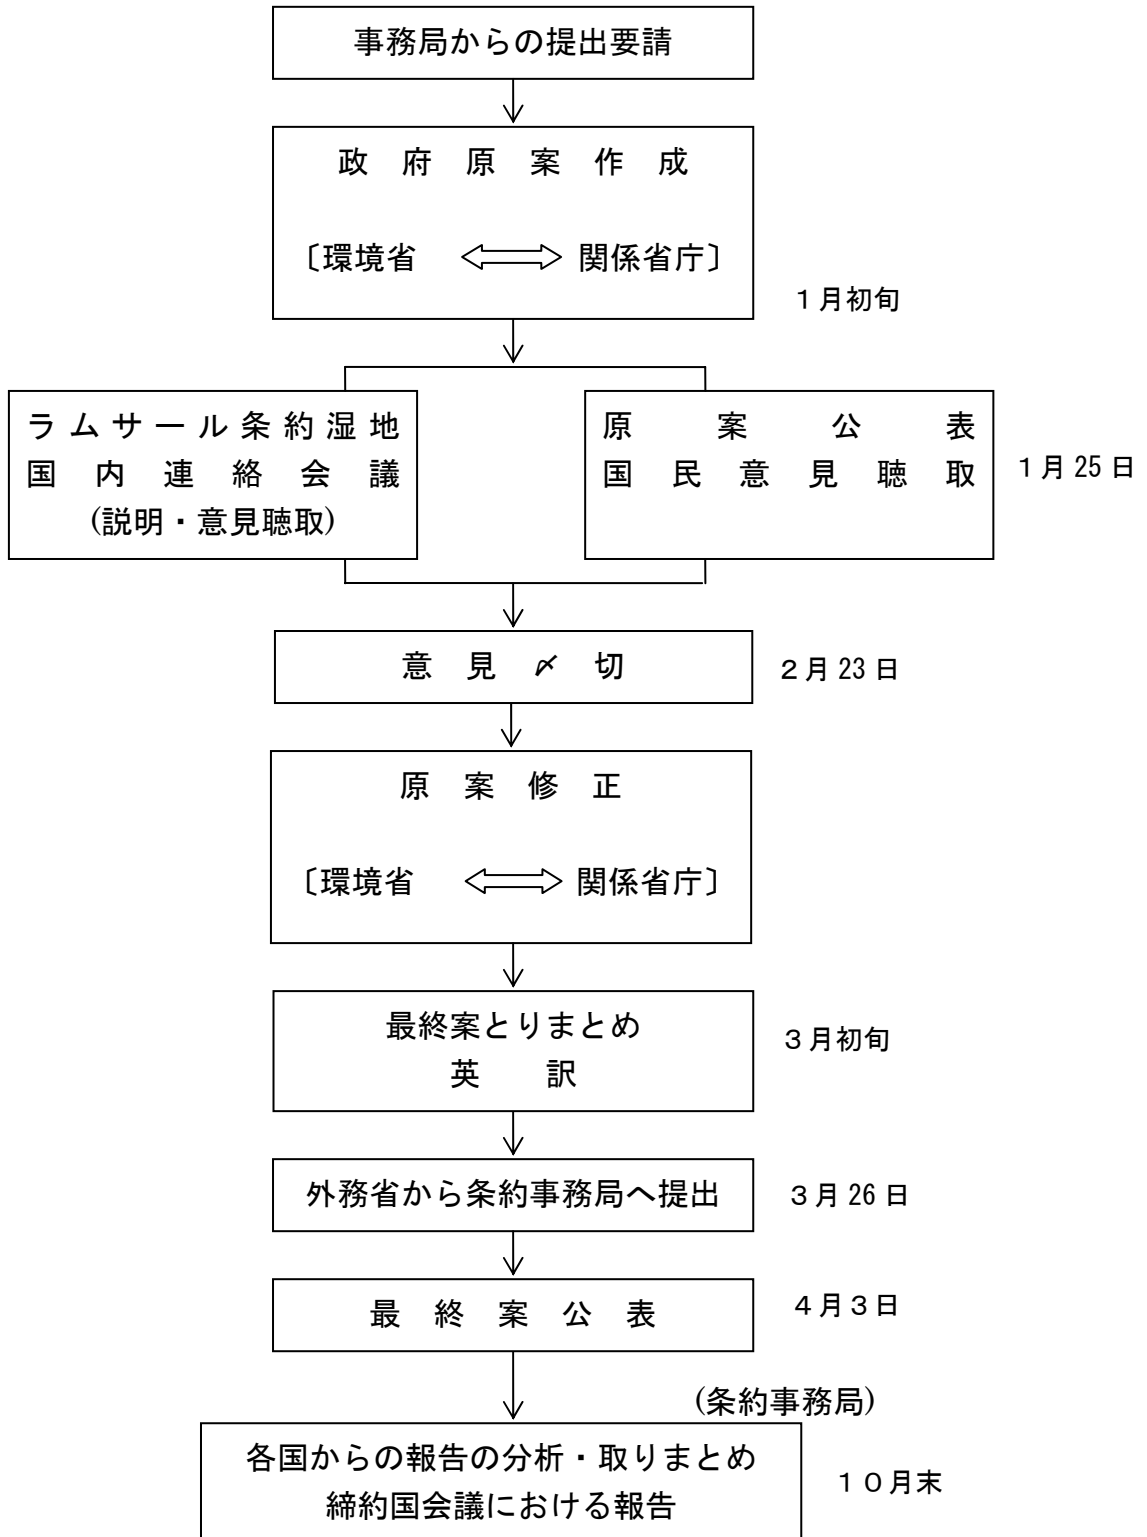 事務局からの提出要請
政府原案作成
〔環境省 ⇔ 関係省庁〕
１月初旬
ラムサール条約湿地
国内連絡会議
(説明・意見聴取)
原案公表
国民意見聴取
１月 25 日
意見〆切
２月 23 日
原案修正
〔環境省 ⇔ 関係省庁〕
最終案とりまとめ
英訳
３月初旬
外務省から条約事務局へ提出
３月 26 日
最終案公表
４月３日
(条約事務局)
各国からの報告の分析・取りまとめ
締約国会議における報告
１０月末